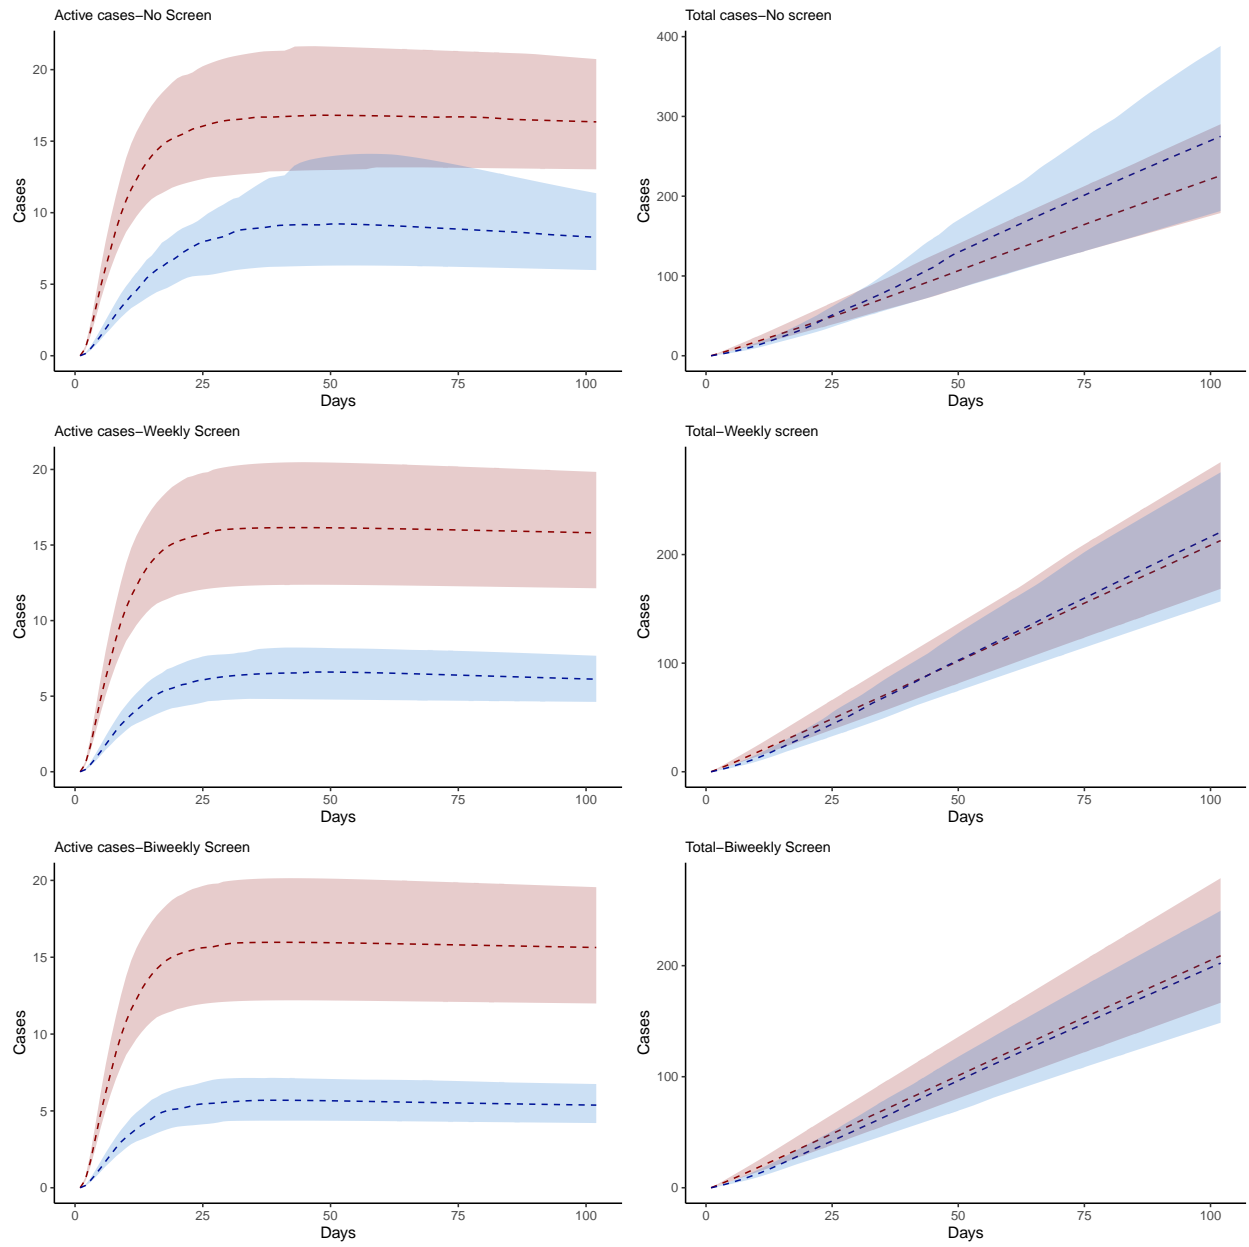 Active cases−No Screen
Cases
20
15
10
5
0
0 25 50 75 100
Days
Total cases−No screen
Cases
400
300
200
100
0
0 25 50 75 100
Days
Active cases−Weekly Screen
Cases
20
15
10
5
0
0 25 50 75 100
Days
Total−Weekly screen
Cases
200
100
0
0 25 50 75 100
Days
Active cases−Biweekly Screen
Cases
20
15
10
5
0
0 25 50 75 100
Days
Total−Biweekly Screen
Cases
200
100
0
0 25 50 75 100
Days